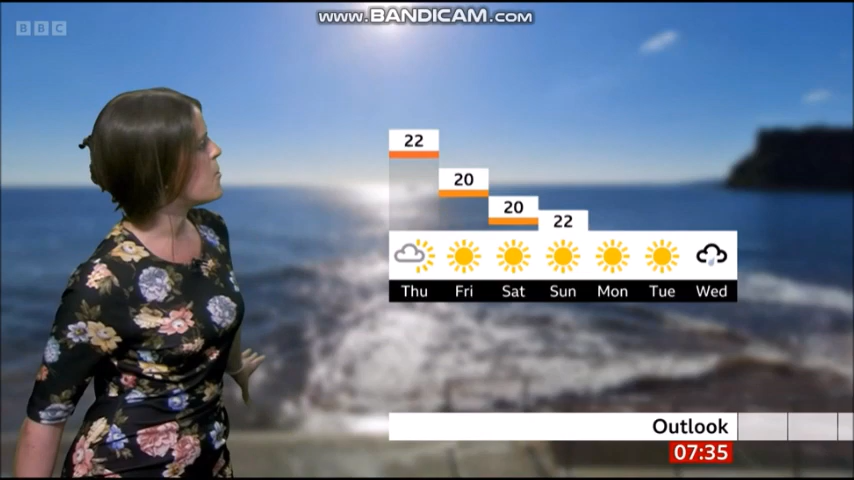 www.BANDICAM.com
BBC
22
20
20
22
Thu Fri Sat Sun Mon Tue Wed
Outlook
07:35